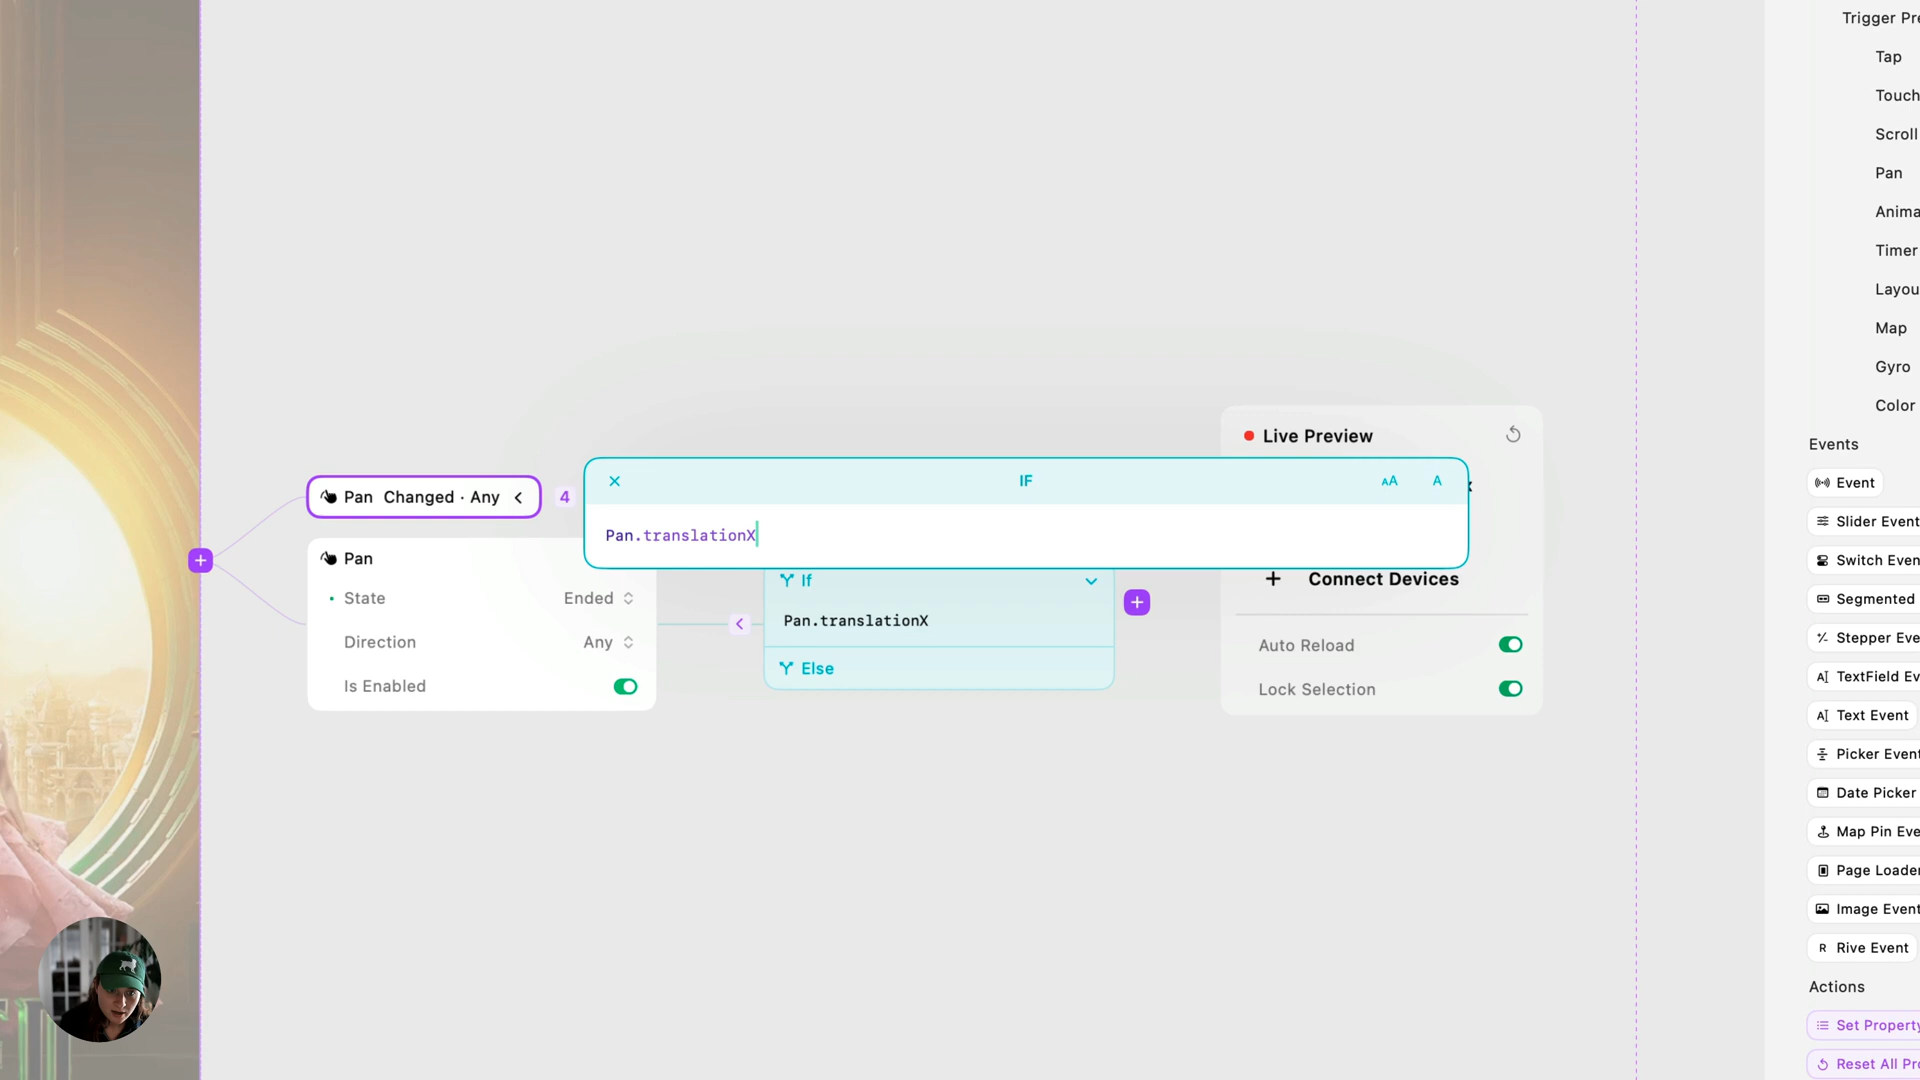 Pan Changed · Any
4
Pan
State Ended
Direction Any
Is Enabled
IF
AA A
Pan.translationX
If
Pan.translationX
Else
Live Preview
Connect Devices
Auto Reload
Lock Selection
Trigger Pre
Tap
Touch
Scroll
Pan
Anima
Timer
Layou
Map
Gyro
Color
Events
Event
Slider Event
Switch Even
Segmented
Stepper Eve
TextField Ev
Text Event
Picker Event
Date Picker
Map Pin Eve
Page Loader
Image Event
R Rive Event
Actions
Set Property
Reset All Pro